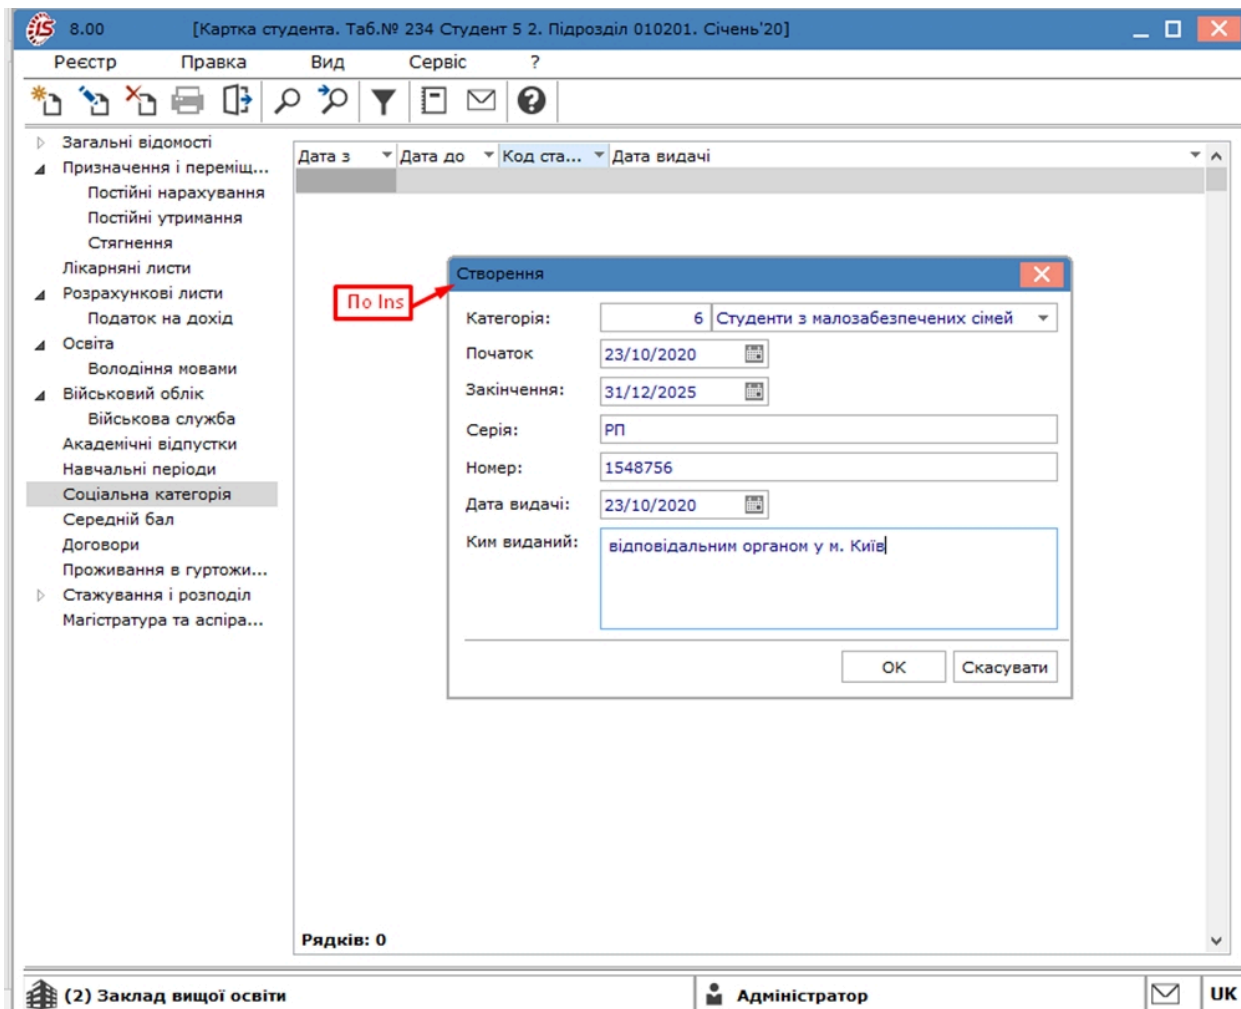 8.00 [Картка студента. Таб.№ 234 Студент 5 2. Підрозділ 010201. Січень'20]
Реєстр Правка Вид Сервіс ?
Загальні відомості
Призначення і переміщ...
Постійні нарахування
Постійні утримання
Стягнення
Лікарняні листи
Розрахункові листи
Податок на дохід
Освіта
Володіння мовами
Військовий облік
Військова служба
Академічні відпустки
Навчальні періоди
Соціальна категорія
Середній бал
Договори
Проживання в гуртожи...
Стажування і розподіл
Магістратура та аспіра...
Дата з Дата до Код ста... Дата видачі
По Ins
Створення
Категорія: 6 Студенти з малозабезпечених сімей
Початок 23/10/2020
Закінчення: 31/12/2025
Серія: РП
Номер: 1548756
Дата видачі: 23/10/2020
Ким виданий: відповідальним органом у м. Київ
OK Скасувати
Рядків: 0
(2) Заклад вищої освіти Адміністратор UK